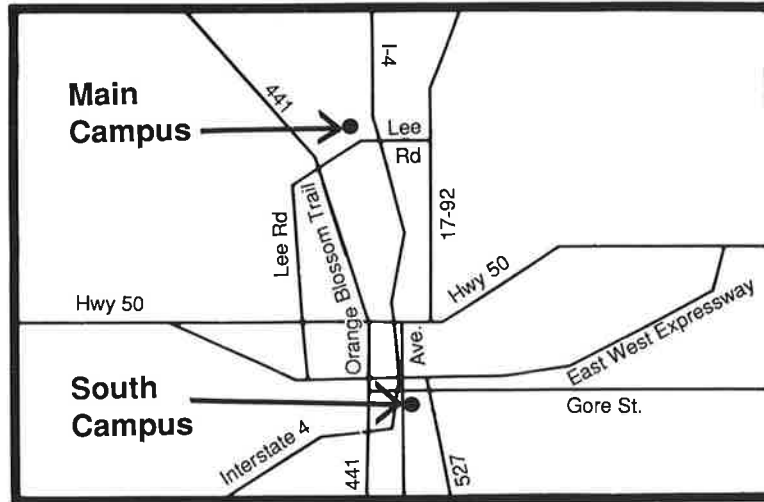 I-4
441
Main
Campus
Lee
Rd
17-92
Lee Rd
Orange Blossom Trail
Hwy 50
Hwy 50
Ave.
East West Expressway
South
Campus
Gore St.
Interstate 4
441
527